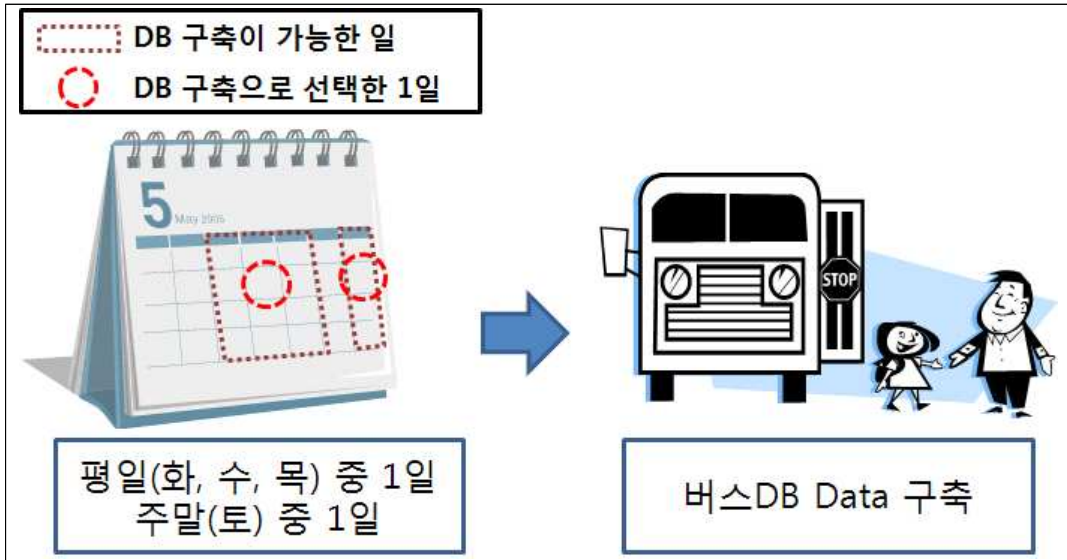 DB 구축이 가능한 일
DB 구축으로 선택한 1일
5
May 2005
STOP
평일(화, 수, 목) 중 1일
주말(토) 중 1일
버스DB Data 구축